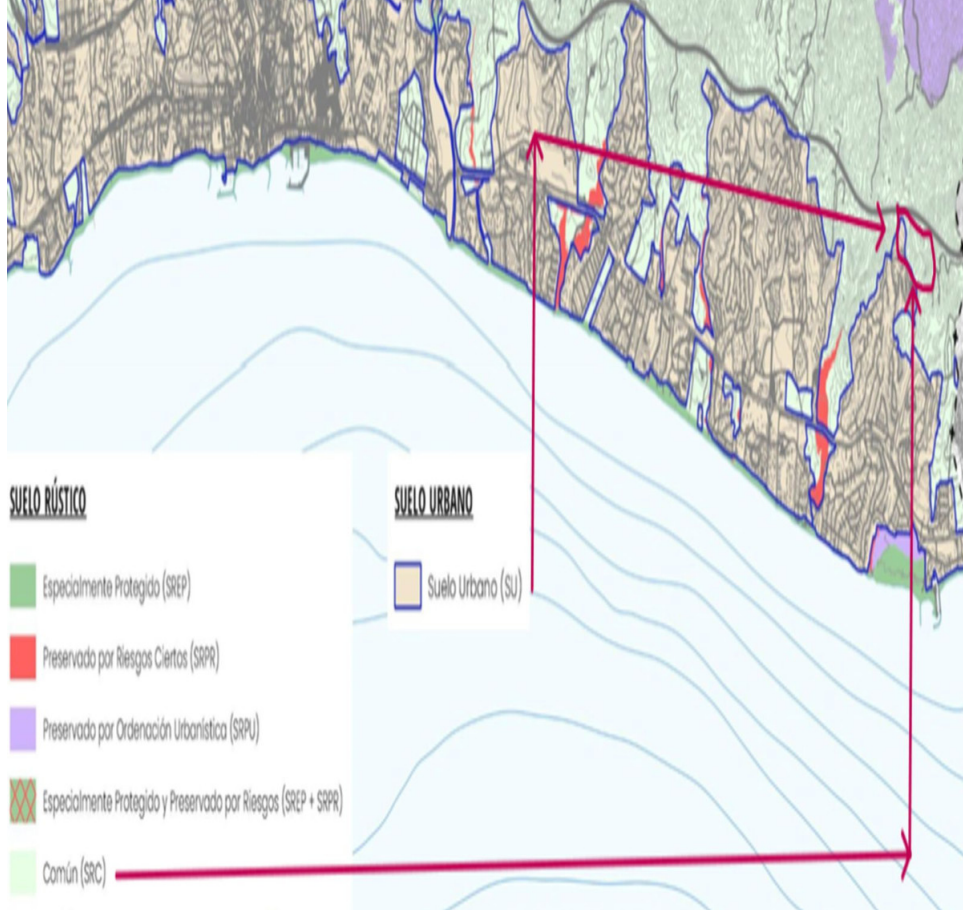 SUELO RÚSTICO
Especialmente Protegido (SREP)
Preservado por Riesgos Ciertos (SRPR)
Preservado por Ordenación Urbanística (SRPU)
Especialmente Protegido y Preservado por Riesgos (SREP + SRPR)
Común (SRC)
SUELO URBANO
Suelo Urbano (SU)